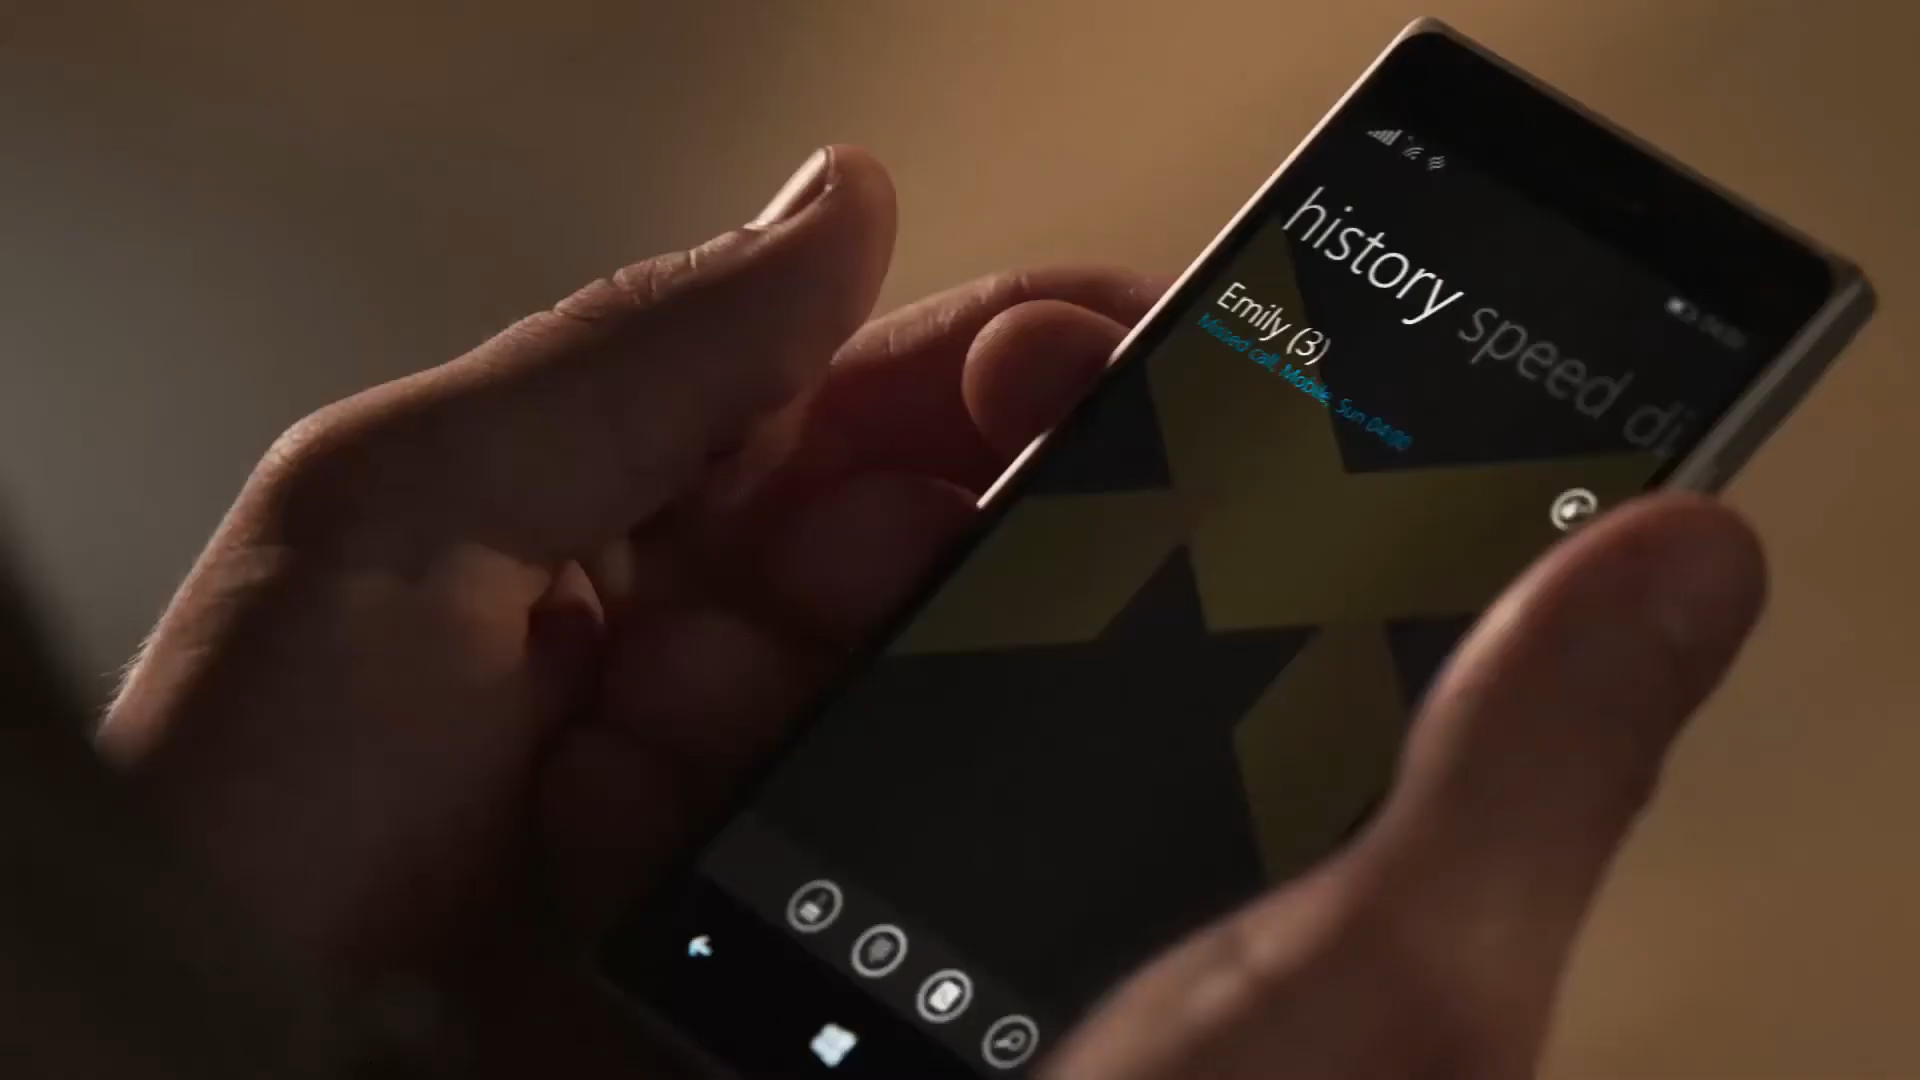 history speed di
Emily (3)
Missed call, Mobile, Sun 04:00